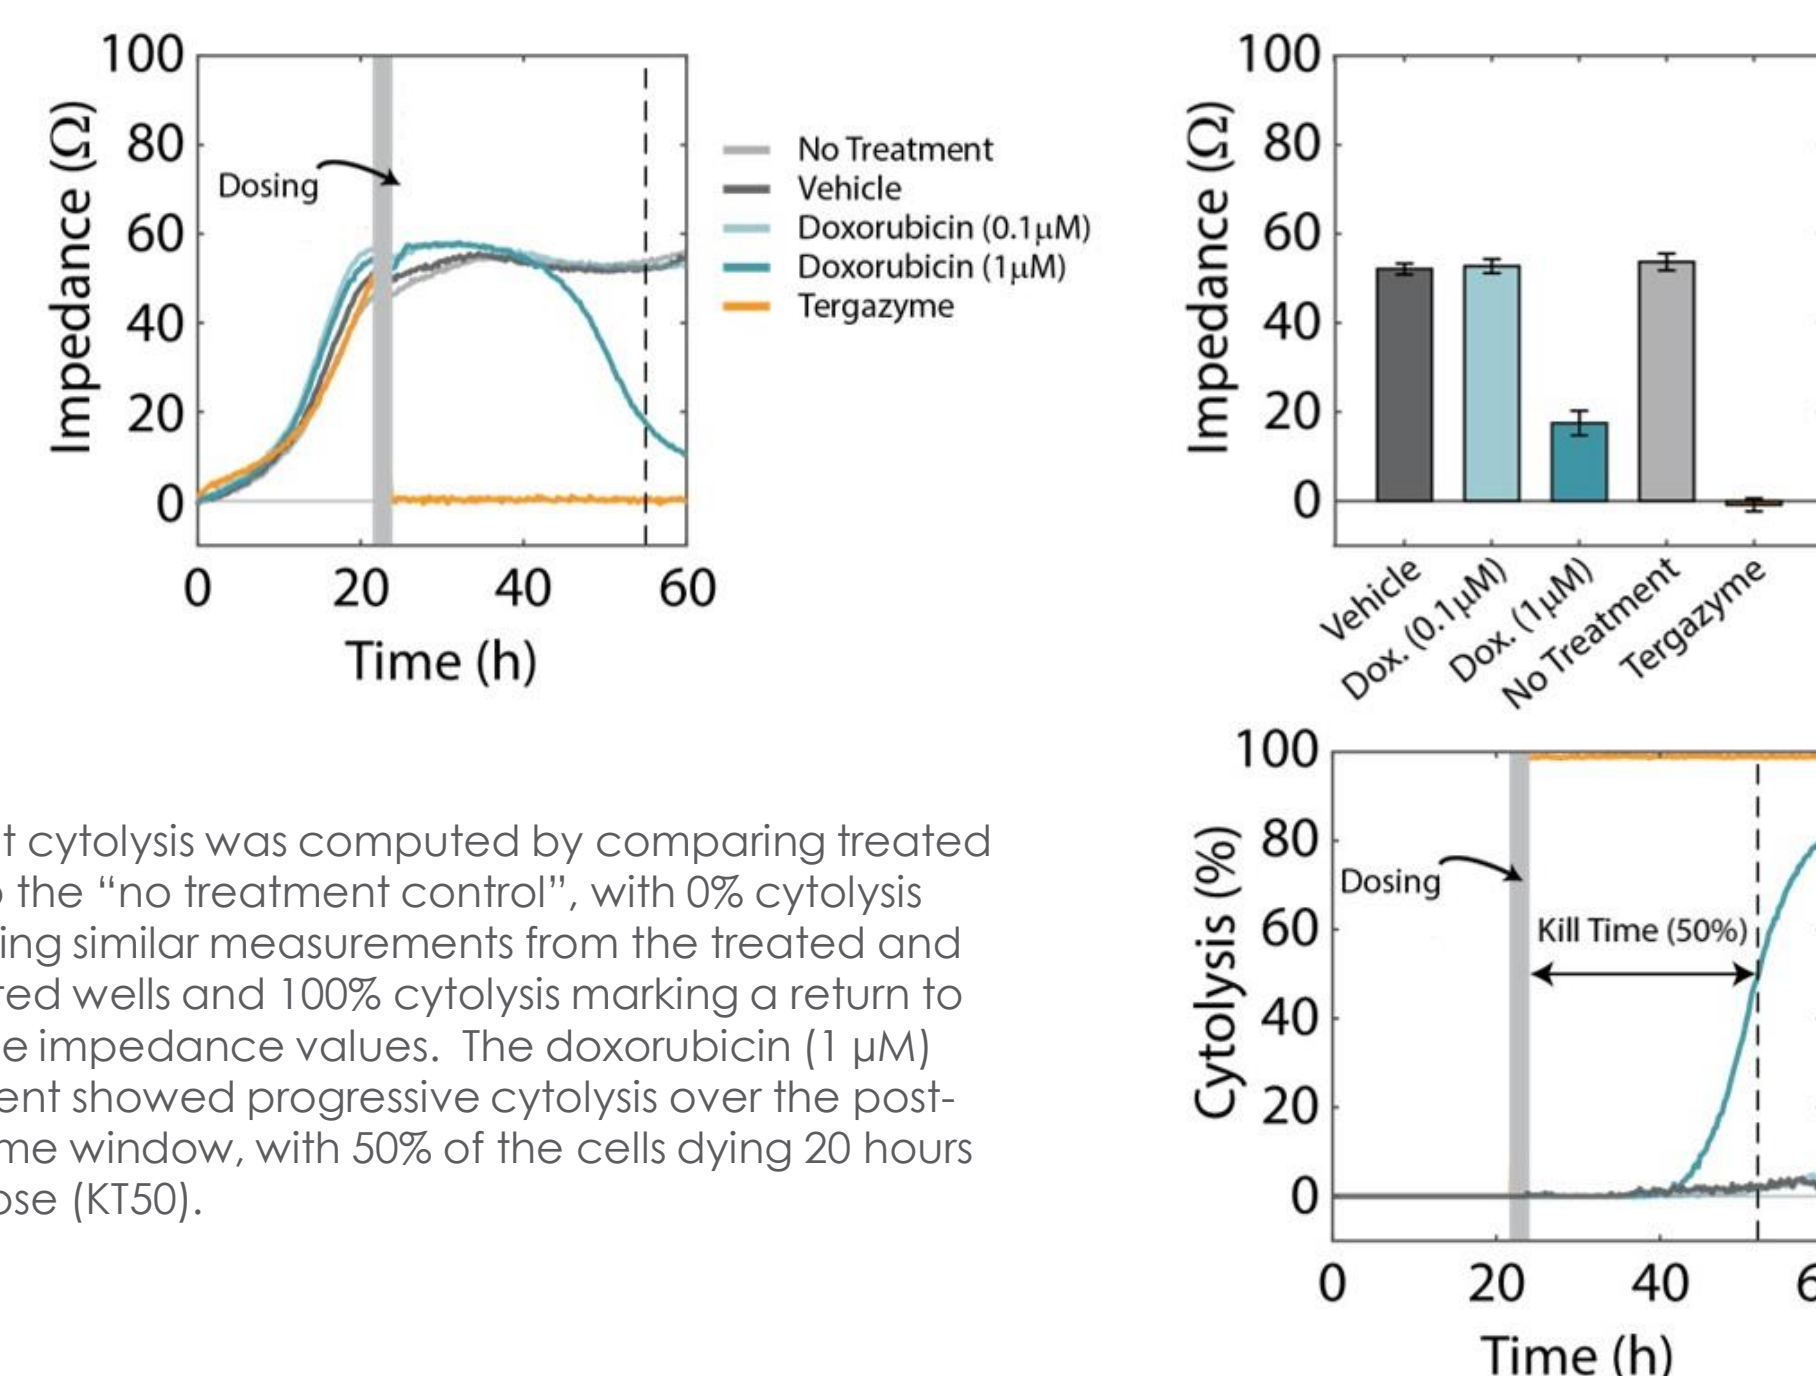 100
80
60
40
20
0
Impedance (Ω)
Dosing
0 20 40 60
Time (h)
No Treatment
Vehicle
Doxorubicin (0.1µM)
Doxorubicin (1µM)
Tergazyme
100
80
60
40
20
0
Impedance (Ω)
Vehicle
Dox. (0.1µM)
Dox. (1µM)
No Treatment
Tergazyme
cytolysis was computed by comparing treated
the “no treatment control”, with 0% cytolysis
similar measurements from the treated and
wells and 100% cytolysis marking a return to
impedance values. The doxorubicin (1 µM)
showed progressive cytolysis over the post-
window, with 50% of the cells dying 20 hours
(KT50).
100
80
60
40
20
0
Cytolysis (%)
Dosing
Kill Time (50%)
0 20 40
Time (h)